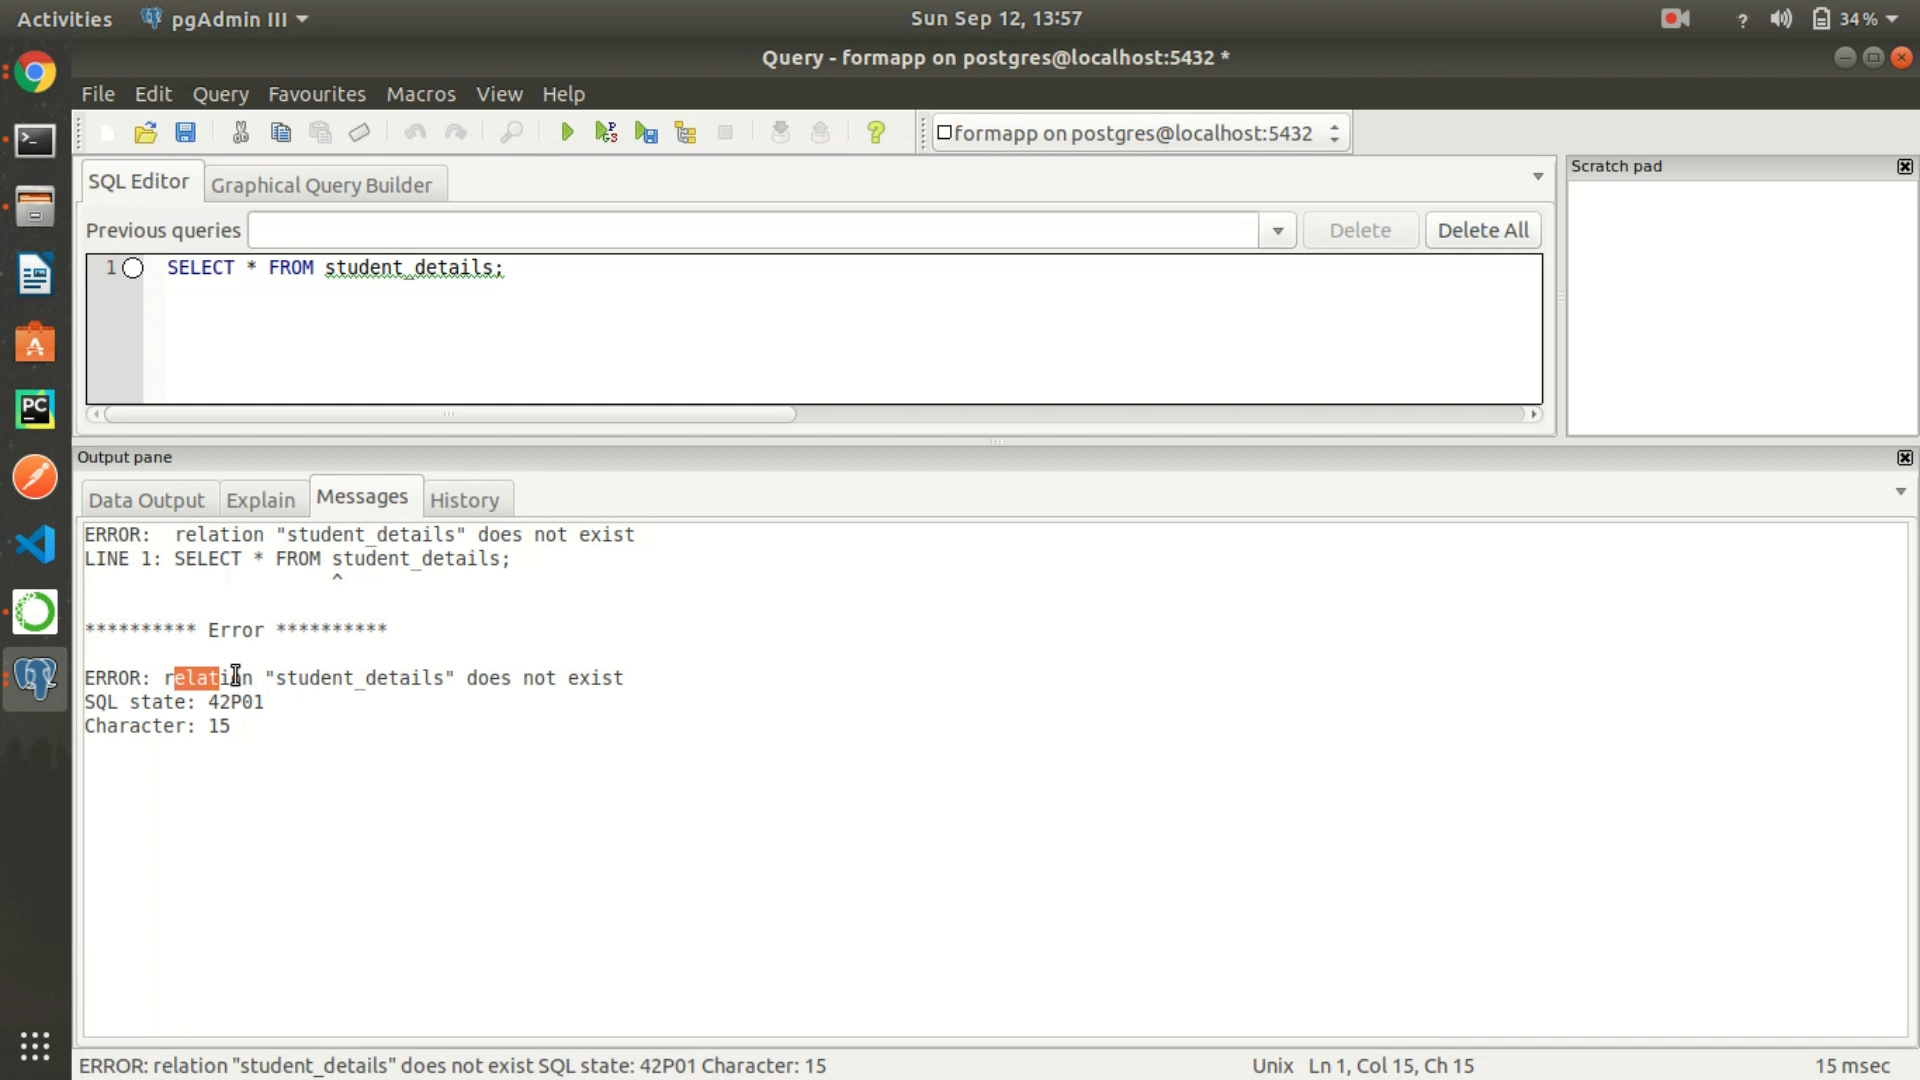 Activities pgAdmin III Sun Sep 12, 13:57 ? 34 %
Query - formapp on postgres@localhost:5432 *
File Edit Query Favourites Macros View Help
formapp on postgres@localhost:5432
SQL Editor Graphical Query Builder Scratch pad
Previous queries Delete Delete All
1 SELECT * FROM student_details;
Output pane
Data Output Explain Messages History
ERROR:  relation "student_details" does not exist
LINE 1: SELECT * FROM student_details;
^
********** Error **********
ERROR: relation "student_details" does not exist
SQL state: 42P01
Character: 15
ERROR: relation "student_details" does not exist SQL state: 42P01 Character: 15 Unix Ln 1, Col 15, Ch 15 15 msec
PC